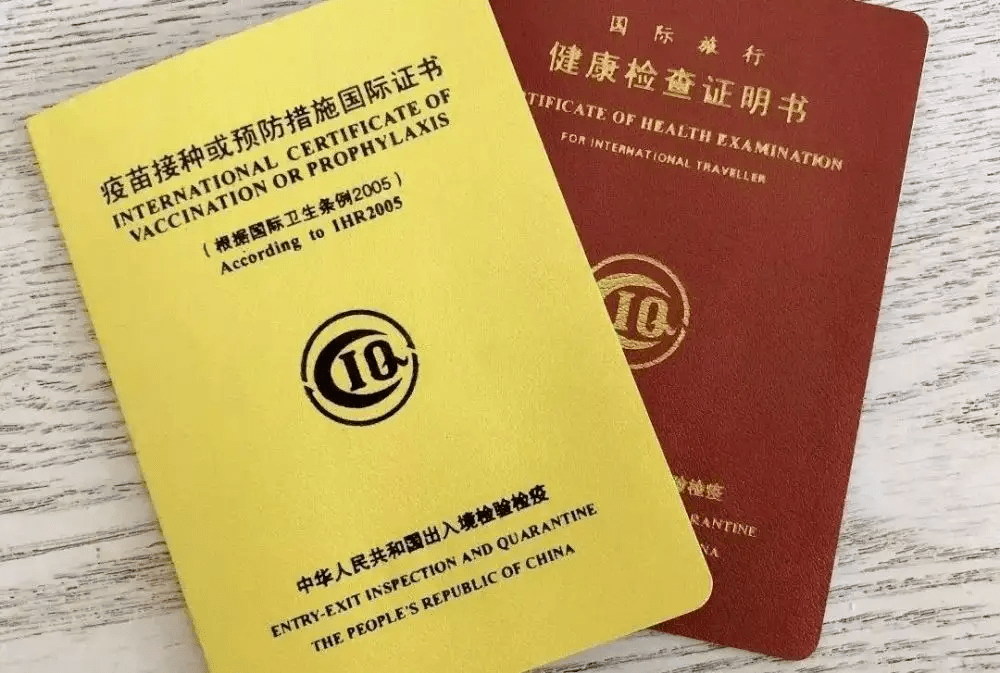 疫苗接种或预防措施国际证书
INTERNATIONAL CERTIFICATE OF
VACCINATION OR PROPHYLAXIS
(根据国际卫生条例2005)
According to IHR2005
CIQ
中华人民共和国出入境检验检疫
ENTRY-EXIT INSPECTION AND QUARANTINE
THE PEOPLE'S REPUBLIC OF CHINA
国际旅行
健康检查证明书
OF HEALTH EXAMINATION
FOR INTERNATIONAL TRAVELLER
CIQ
检疫